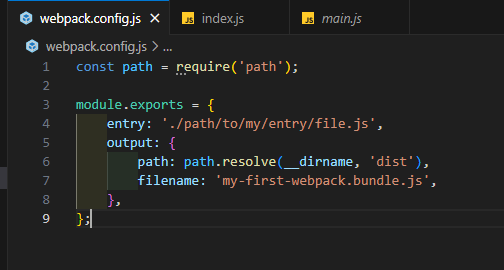 webpack.config.js
JS index.js
JS main.js
webpack.config.js > ...
1 const path = require('path');
2
3 module.exports = {
4 entry: './path/to/my/entry/file.js',
5 output: {
6 path: path.resolve(__dirname, 'dist'),
7 filename: 'my-first-webpack.bundle.js',
8 },
9 };